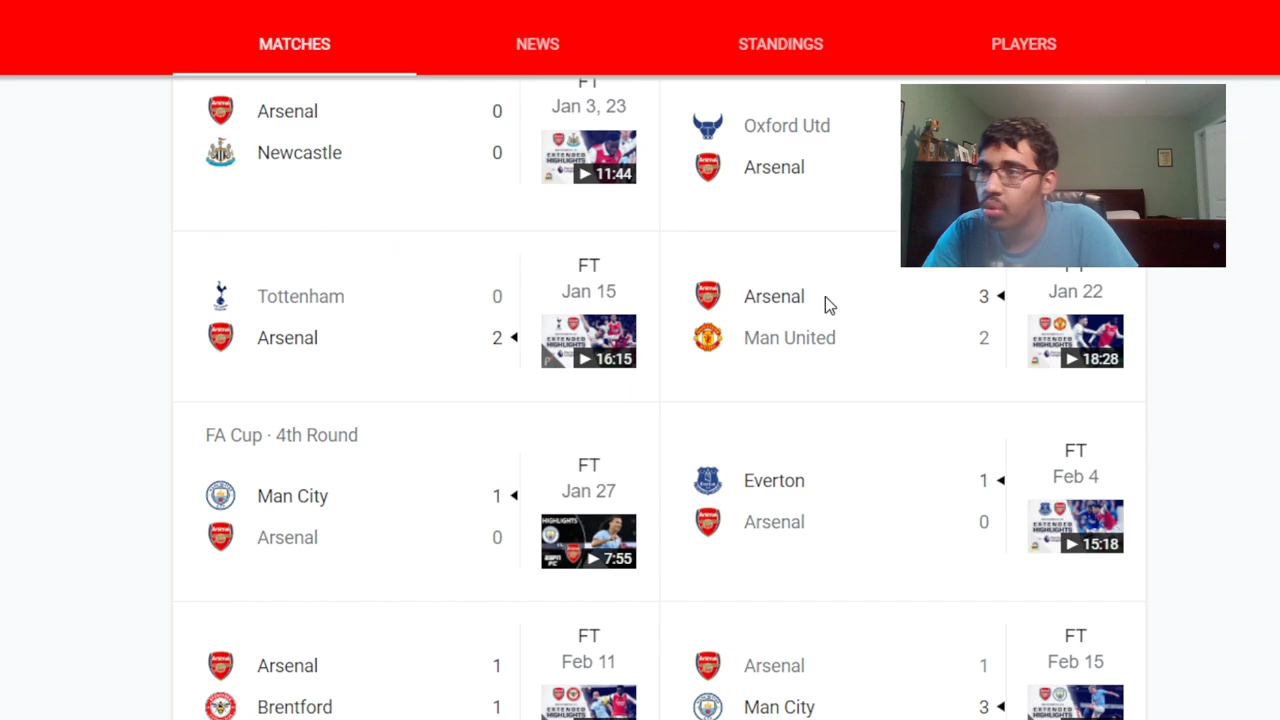 MATCHES
NEWS
STANDINGS
PLAYERS
Arsenal 0
Newcastle 0
FT
Jan 3, 23
11:44
Oxford Utd
Arsenal
Tottenham 0
Arsenal 2
FT
Jan 15
16:15
Arsenal 3
Man United 2
FT
Jan 22
18:28
FA Cup · 4th Round
Man City 1
Arsenal 0
FT
Jan 27
HIGHLIGHTS
7:55
Everton 1
Arsenal 0
FT
Feb 4
15:18
Arsenal 1
Brentford 1
FT
Feb 11
Arsenal 1
Man City 3
FT
Feb 15